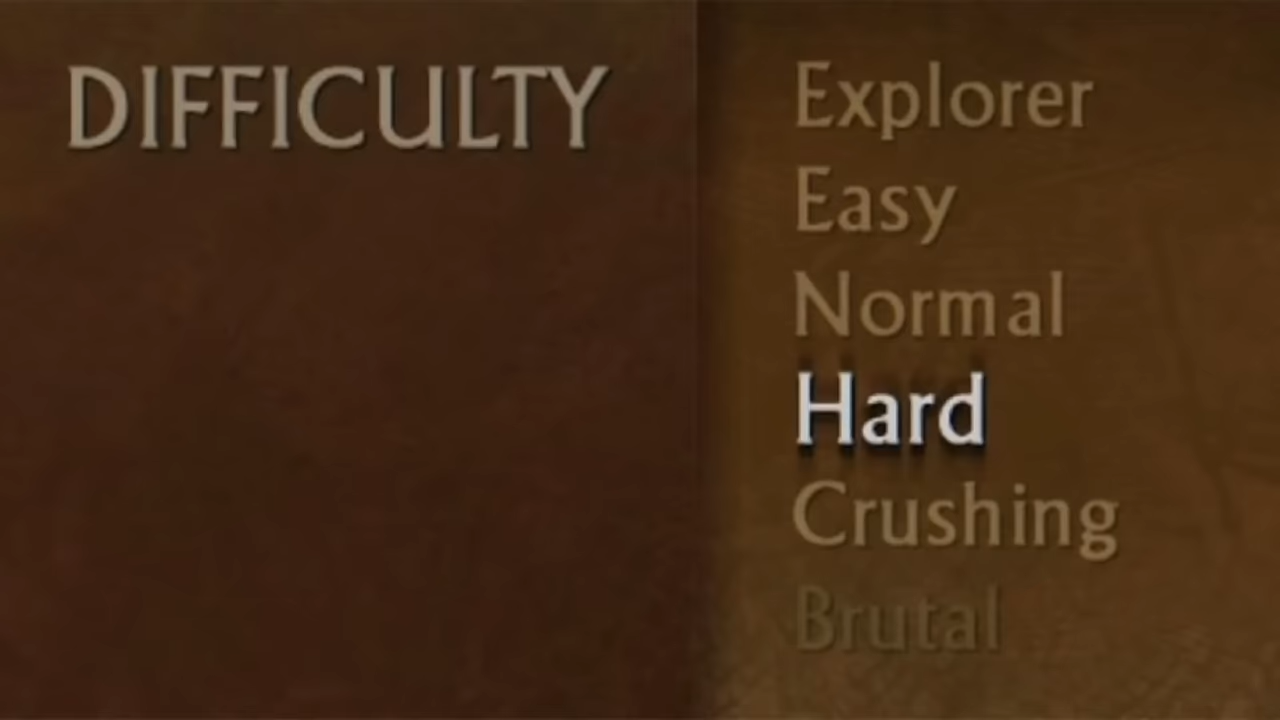 DIFFICULTY
Explorer
Easy
Normal
Hard
Crushing
Brutal